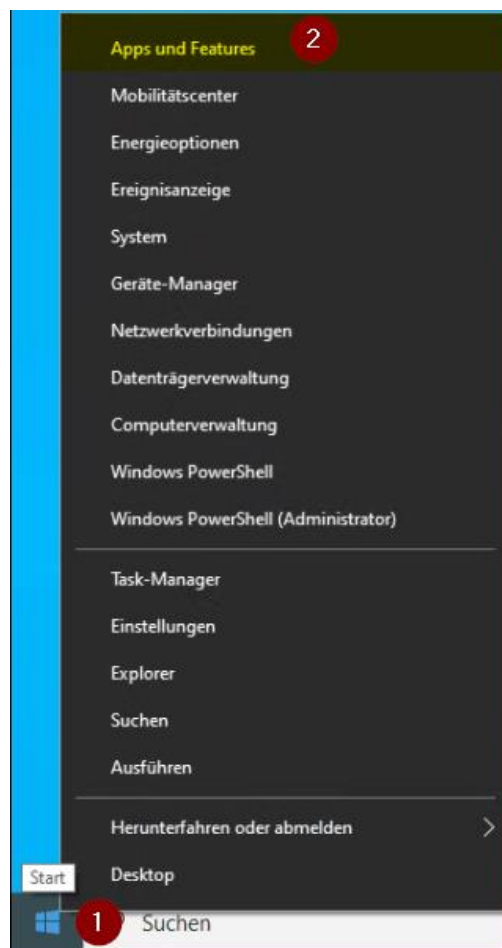 Apps und Features
2
Mobilitätscenter
Energieoptionen
Ereignisanzeige
System
Geräte-Manager
Netzwerkverbindungen
Datenträgerverwaltung
Computerverwaltung
Windows PowerShell
Windows PowerShell (Administrator)
Task-Manager
Einstellungen
Explorer
Suchen
Ausführen
Herunterfahren oder abmelden
Desktop
Start
1
Suchen